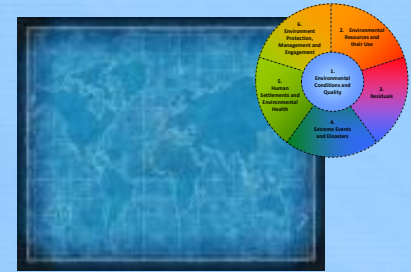 1.
Environmental
Conditions and
Quality
2. Environmental
Resources and
their Use
3.
Residuals
4.
Extreme Events
and Disasters
5.
Human
Settlements and
Environmental
Health
6.
Environment
Protection,
Management and
Engagement